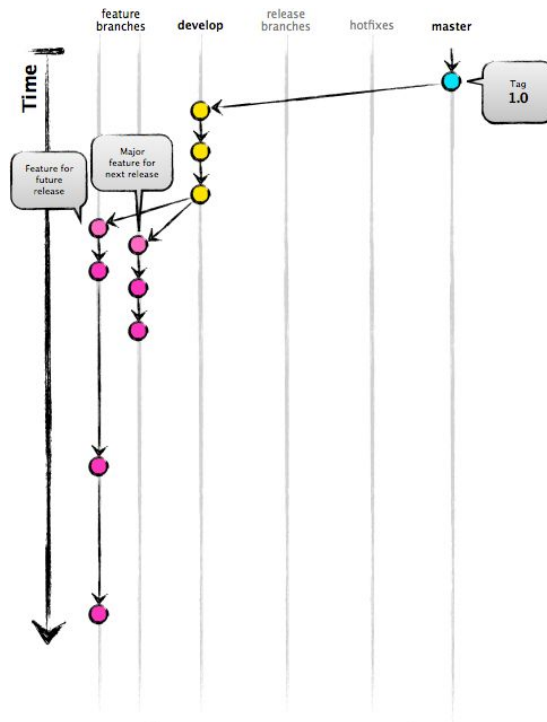 feature
branches
develop
release
branches
hotfixes
master
Time
Tag
1.0
Major
feature for
next release
Feature for
future
release